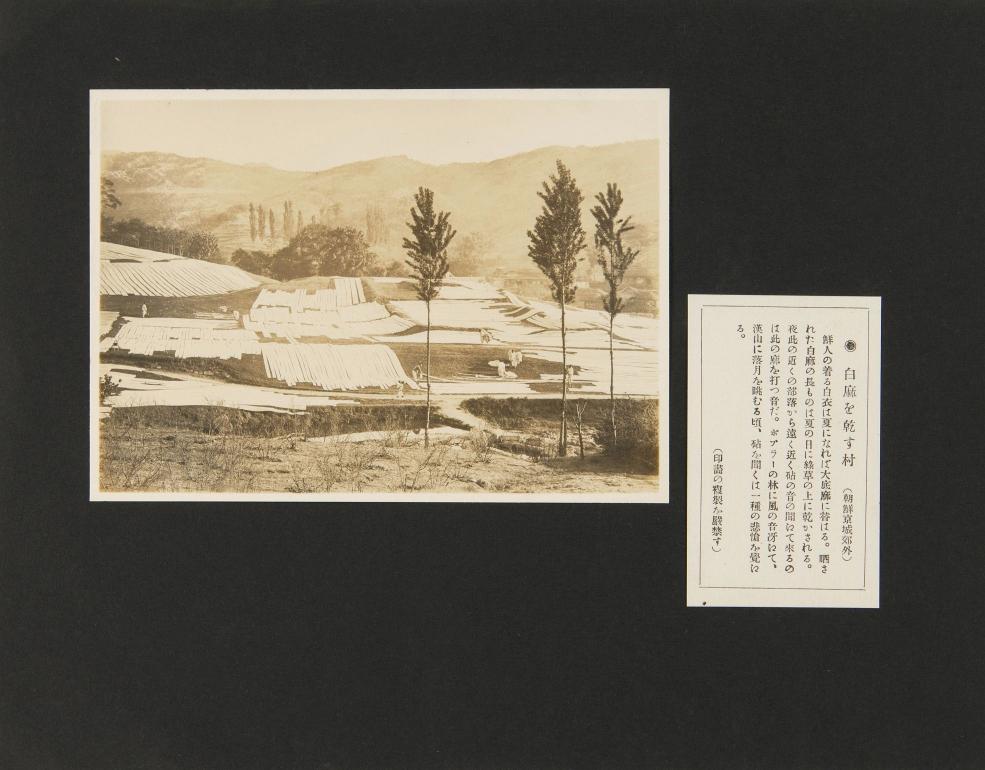 ◉ 白麻を乾す村 (朝鮮京城郊外)
鮮人の着る白衣は夏になれば大底麻に替はる。晒さ
れた白麻の長ものは夏の日に綠草の上に乾かされる。
夜此の近くの部落から遠く近く砧の音の聞にて來るの
は此の麻を打つ音だ。ポプラーの林に風の音冴にて、
漢山に落月を眺むる頃、砧を聞くは一種の悲愴を覺に
る。
(印譜の複製を嚴禁す)